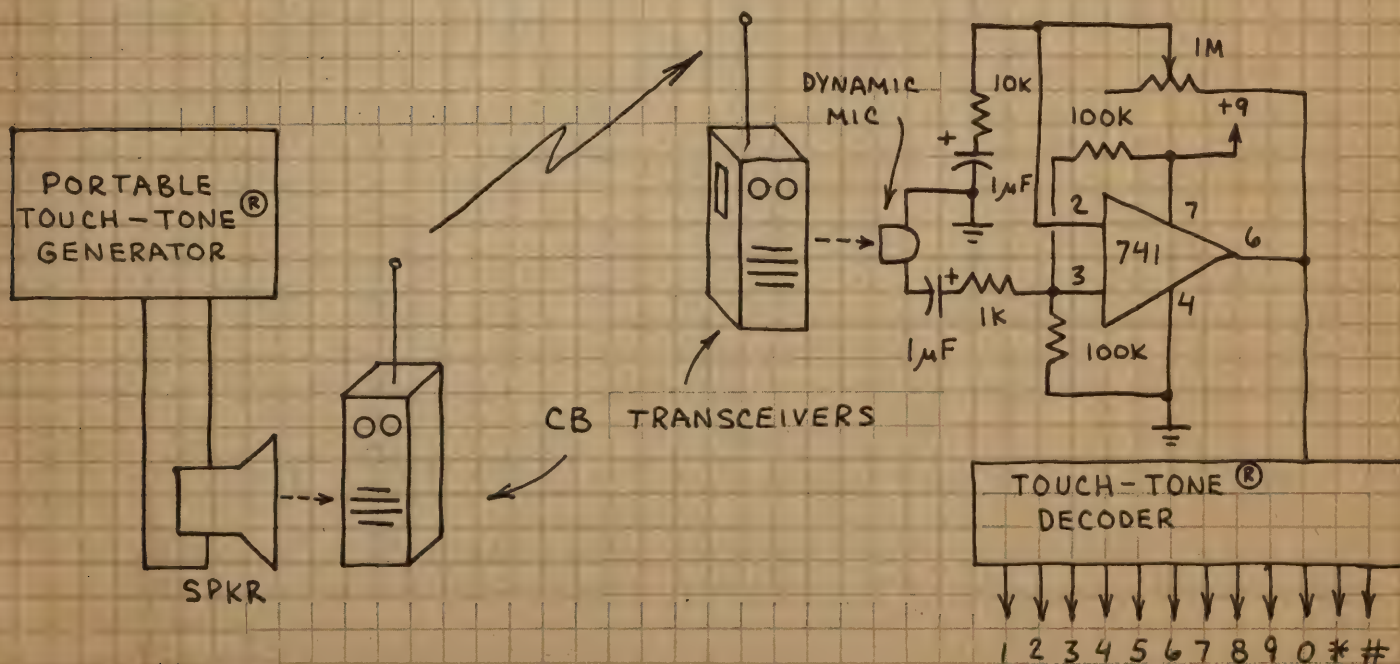 PORTABLE
TOUCH-TONE®
GENERATOR
SPKR
CB TRANSCEIVERS
DYNAMIC
MIC
10K
+
1µF
+
1µF
1K
100K
100K
1M
+9
2
3
741
7
6
4
TOUCH-TONE®
DECODER
1 2 3 4 5 6 7 8 9 0 * #